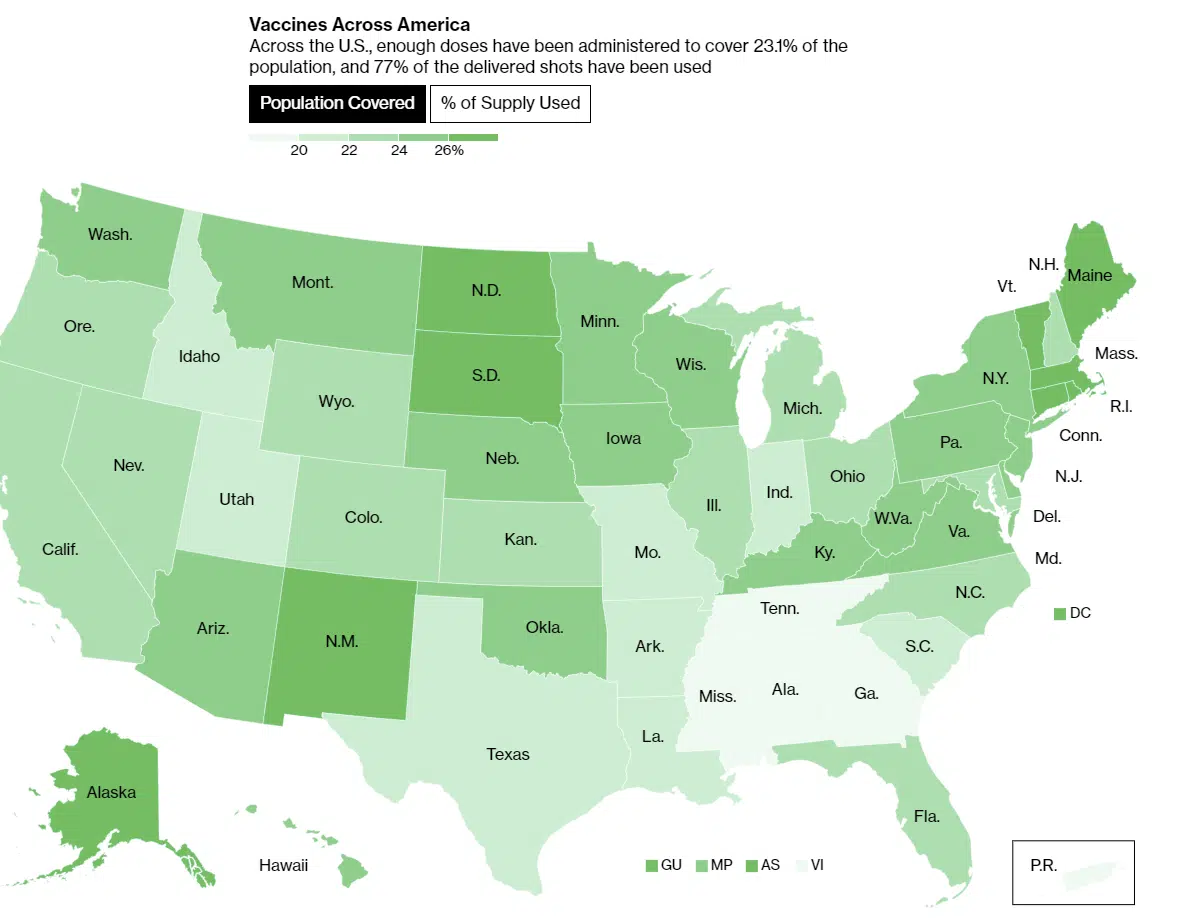 Vaccines Across America
Across the U.S., enough doses have been administered to cover 23.1% of the
population, and 77% of the delivered shots have been used
Population Covered
% of Supply Used
20 22 24 26%
Wash.
Mont.
N.D.
Minn.
N.H.
Maine
Vt.
Ore.
Idaho
S.D.
Wis.
Mass.
Wyo.
Mich.
N.Y.
R.I.
Iowa
Pa.
Conn.
Nev.
Neb.
Ohio
N.J.
Utah
Colo.
Ill.
Ind.
W.Va.
Del.
Calif.
Kan.
Mo.
Ky.
Va.
Md.
N.C.
DC
Ariz.
N.M.
Okla.
Tenn.
Ark.
S.C.
Miss.
Ala.
Ga.
Texas
La.
Alaska
Fla.
Hawaii
GU MP AS VI
P.R.